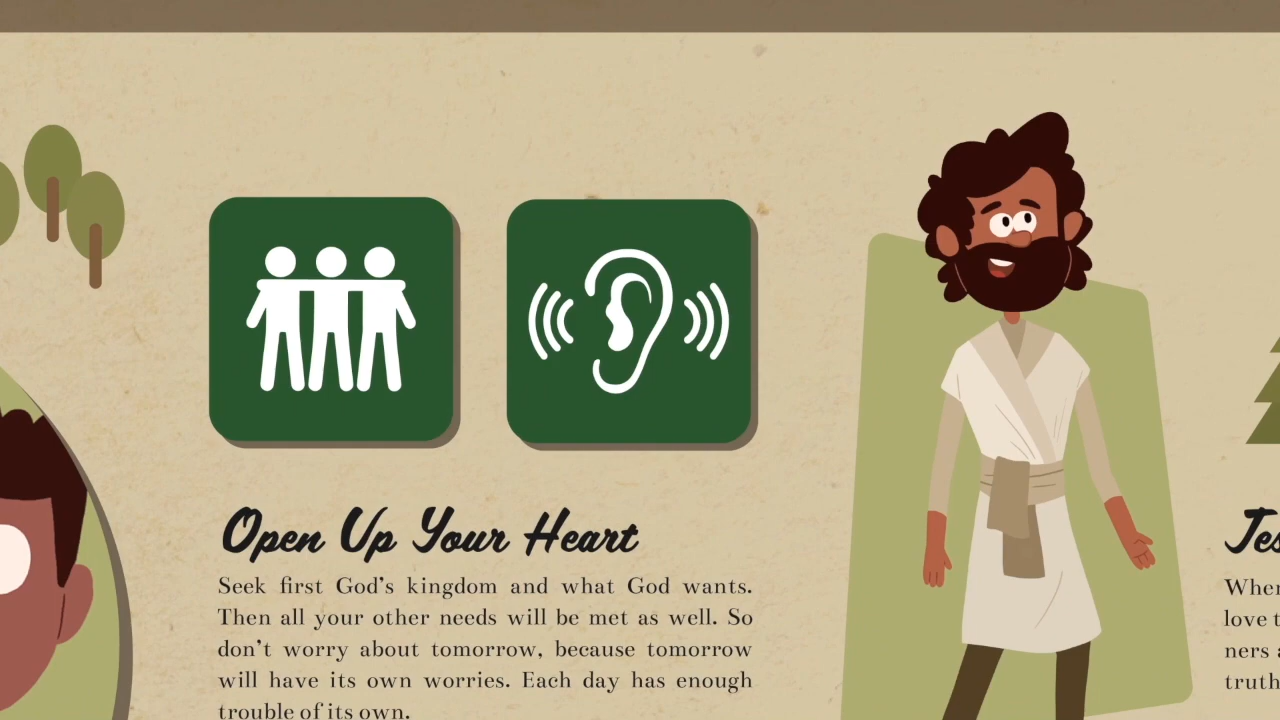 Open Up Your Heart
Seek first God's kingdom and what God wants.
Then all your other needs will be met as well. So
don't worry about tomorrow, because tomorrow
will have its own worries. Each day has enough
trouble of its own.
love
truth